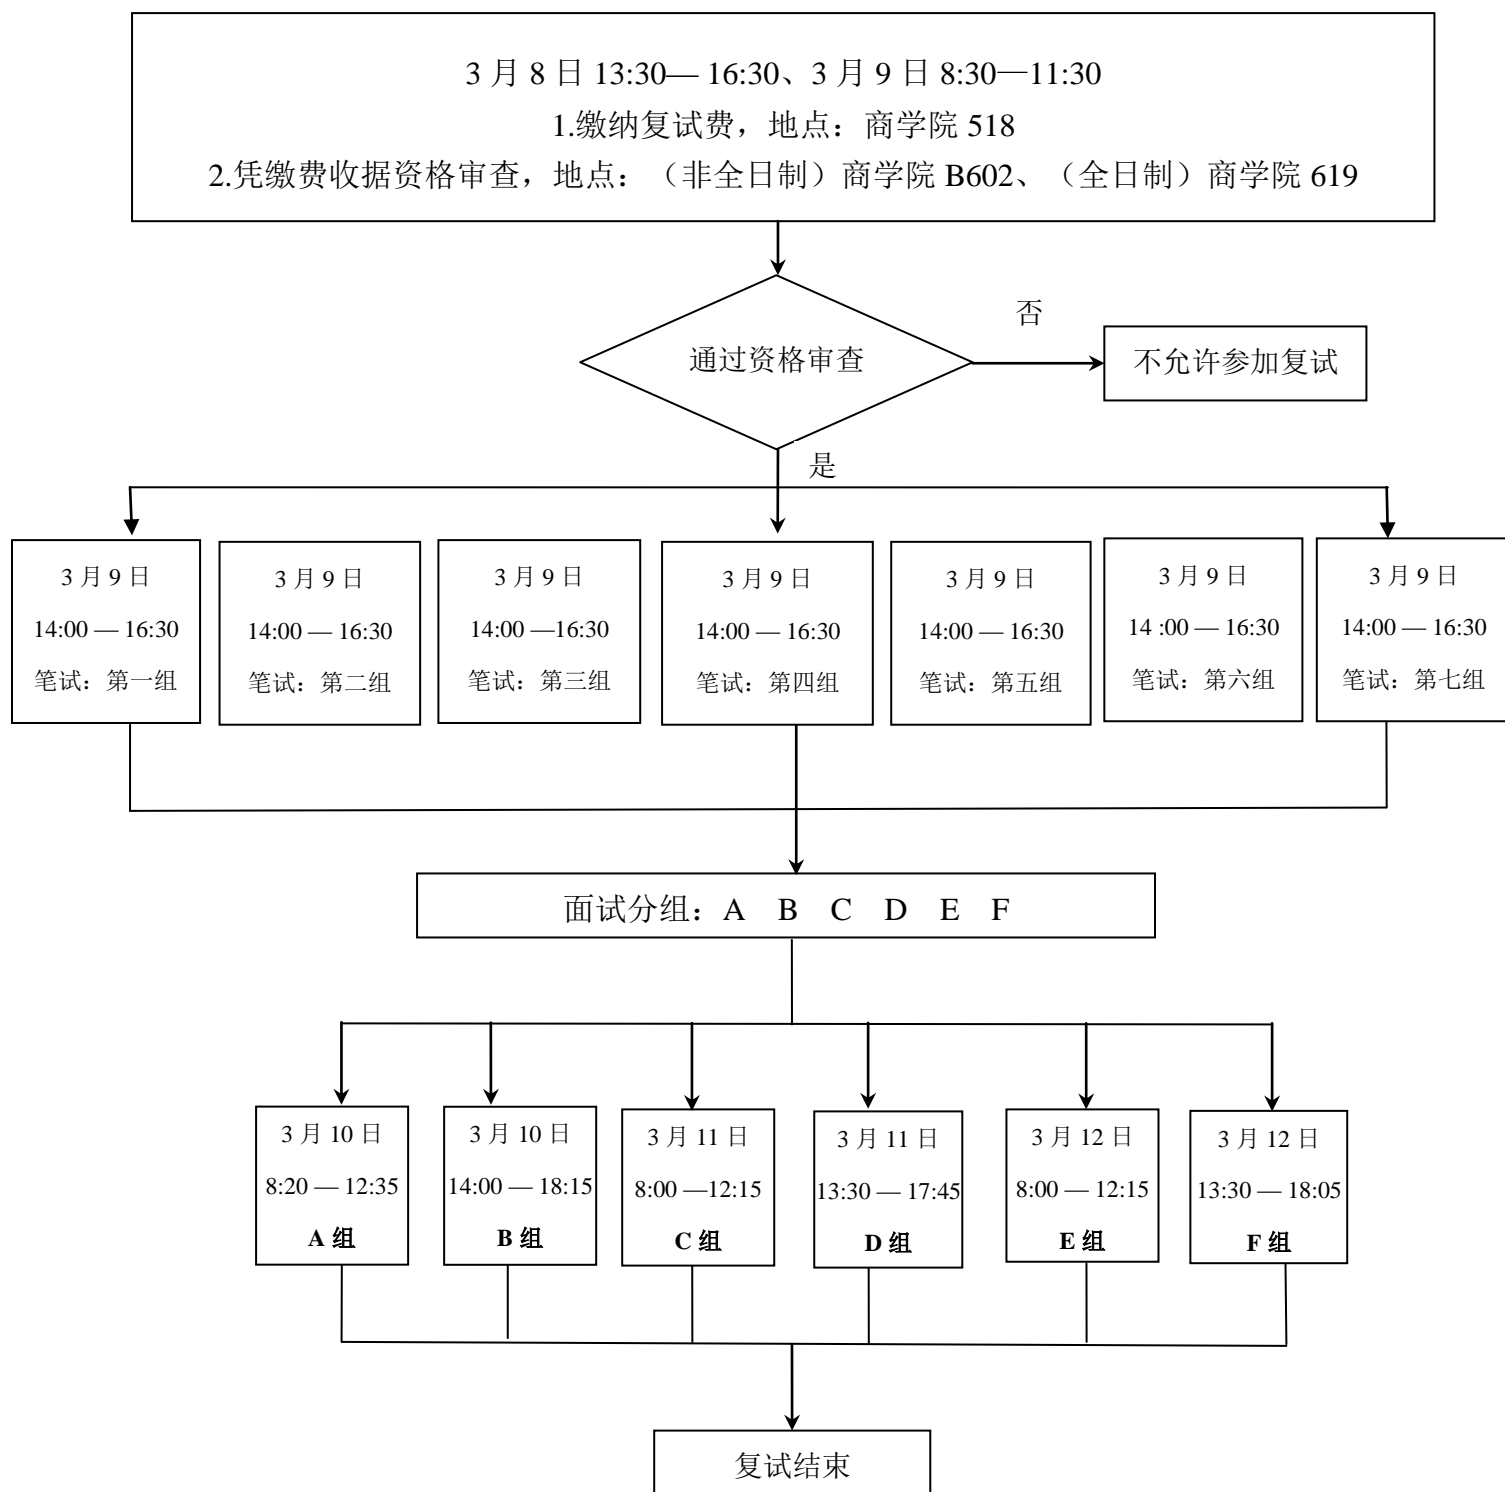 3 月 8 日 13:30— 16:30、3 月 9 日 8:30—11:30
1.缴纳复试费，地点：商学院 518
2.凭缴费收据资格审查，地点：（非全日制）商学院 B602、（全日制）商学院 619
通过资格审查
否
不允许参加复试
是
3 月 9 日
14:00 — 16:30
笔试：第一组
3 月 9 日
14:00 — 16:30
笔试：第二组
3 月 9 日
14:00 —16:30
笔试：第三组
3 月 9 日
14:00 — 16:30
笔试：第四组
3 月 9 日
14:00 — 16:30
笔试：第五组
3 月 9 日
14 :00 — 16:30
笔试：第六组
3 月 9 日
14:00 — 16:30
笔试：第七组
面试分组：A B C D E F
3 月 10 日
8:20 — 12:35
A 组
3 月 10 日
14:00 — 18:15
B 组
3 月 11 日
8:00 —12:15
C 组
3 月 11 日
13:30 — 17:45
D 组
3 月 12 日
8:00 — 12:15
E 组
3 月 12 日
13:30 — 18:05
F 组
复试结束